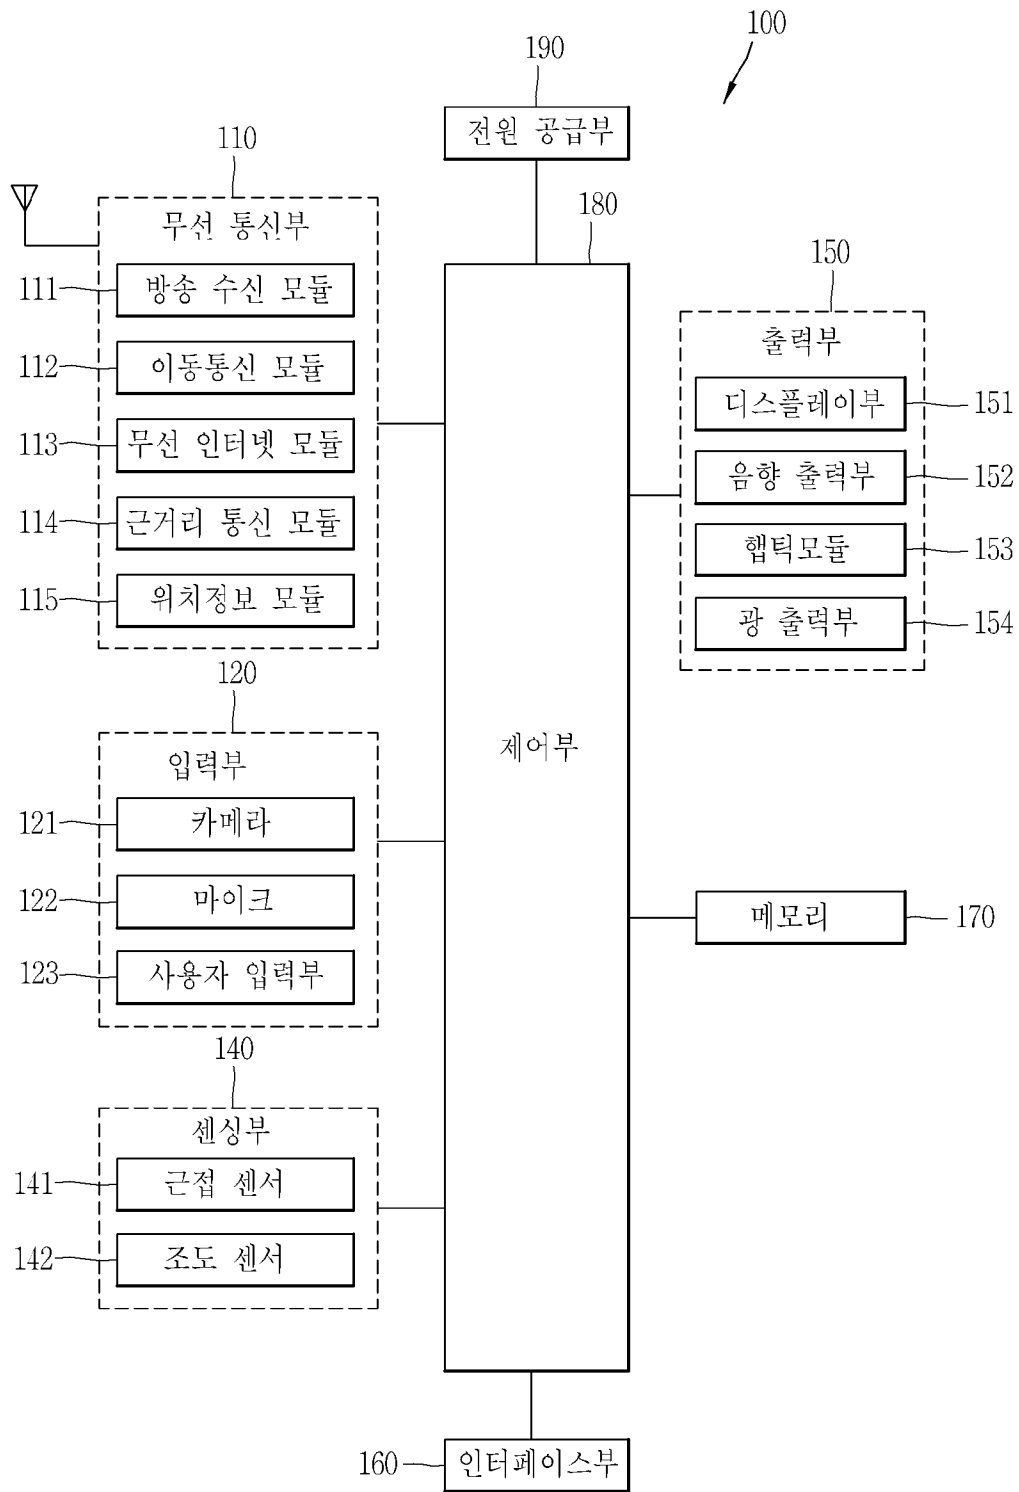 100
190
전원 공급부
110
무선 통신부
111 방송 수신 모듈
112 이동통신 모듈
113 무선 인터넷 모듈
114 근거리 통신 모듈
115 위치정보 모듈
120
입력부
121 카메라
122 마이크
123 사용자 입력부
140
센싱부
141 근접 센서
142 조도 센서
180
제어부
150
출력부
디스플레이부 151
음향 출력부 152
햅틱모듈 153
광 출력부 154
메모리 170
160 인터페이스부